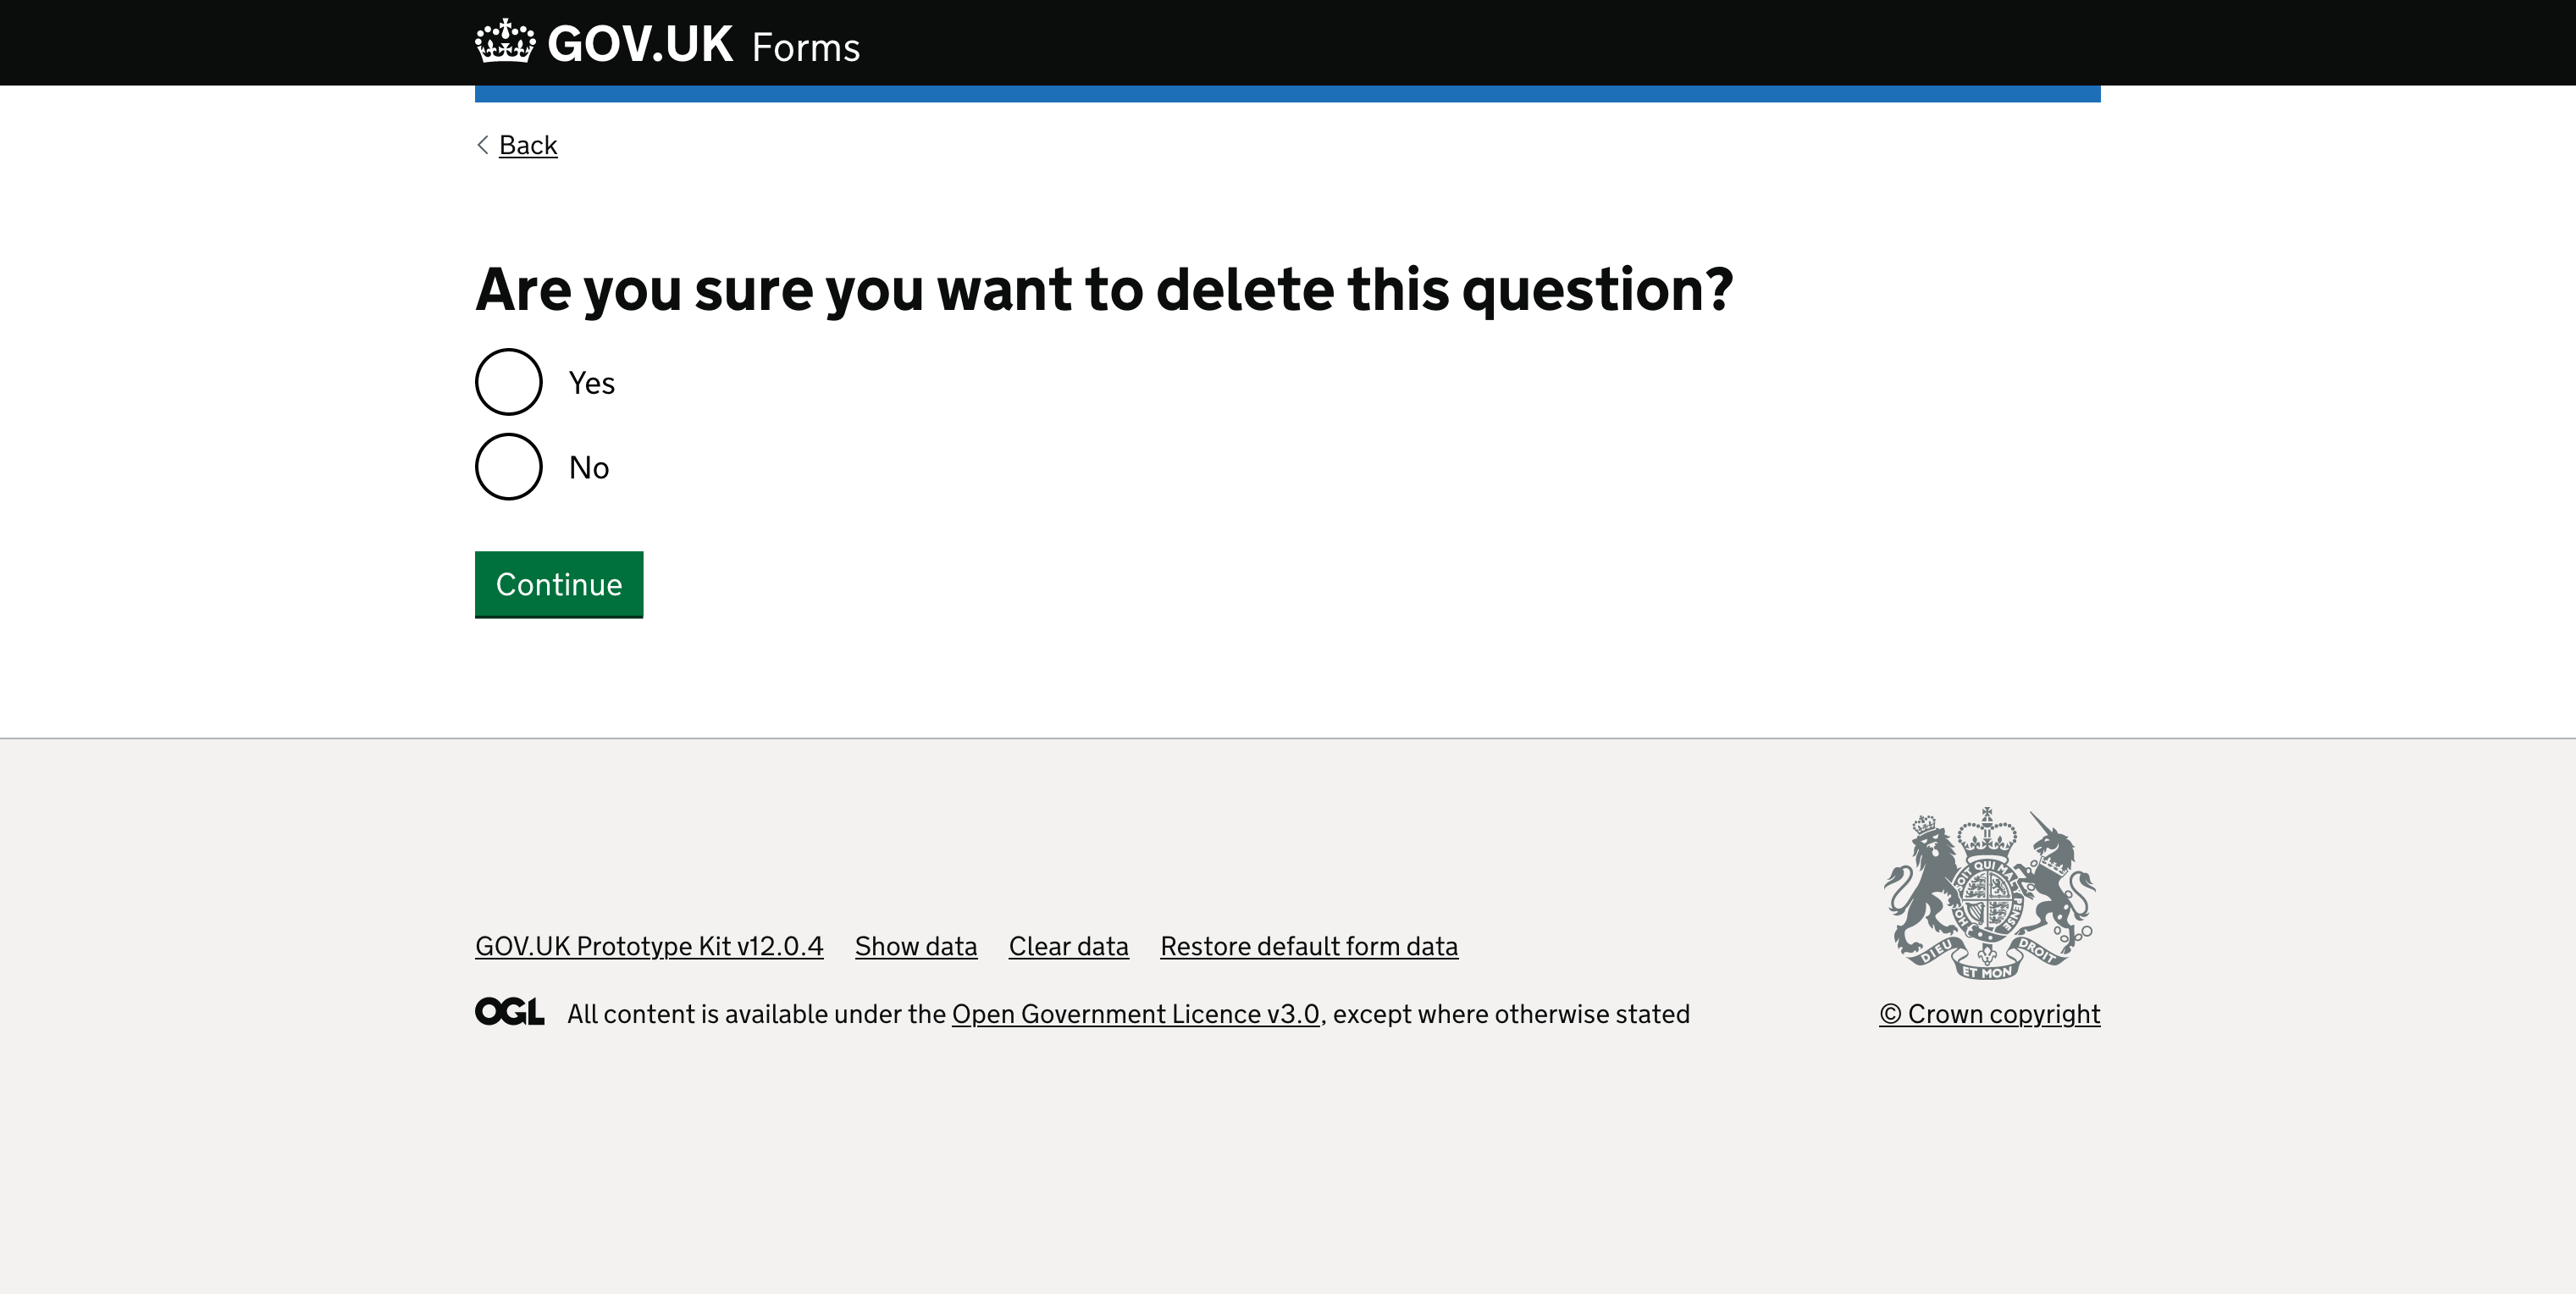 GOV.UK Forms
Back
Are you sure you want to delete this question?
Yes
No
Continue
GOV.UK Prototype Kit v12.0.4 Show data Clear data Restore default form data
OGL All content is available under the Open Government Licence v3.0, except where otherwise stated
SOIT QUI MAL Y PENSE
DIEU ET MON DROIT
© Crown copyright